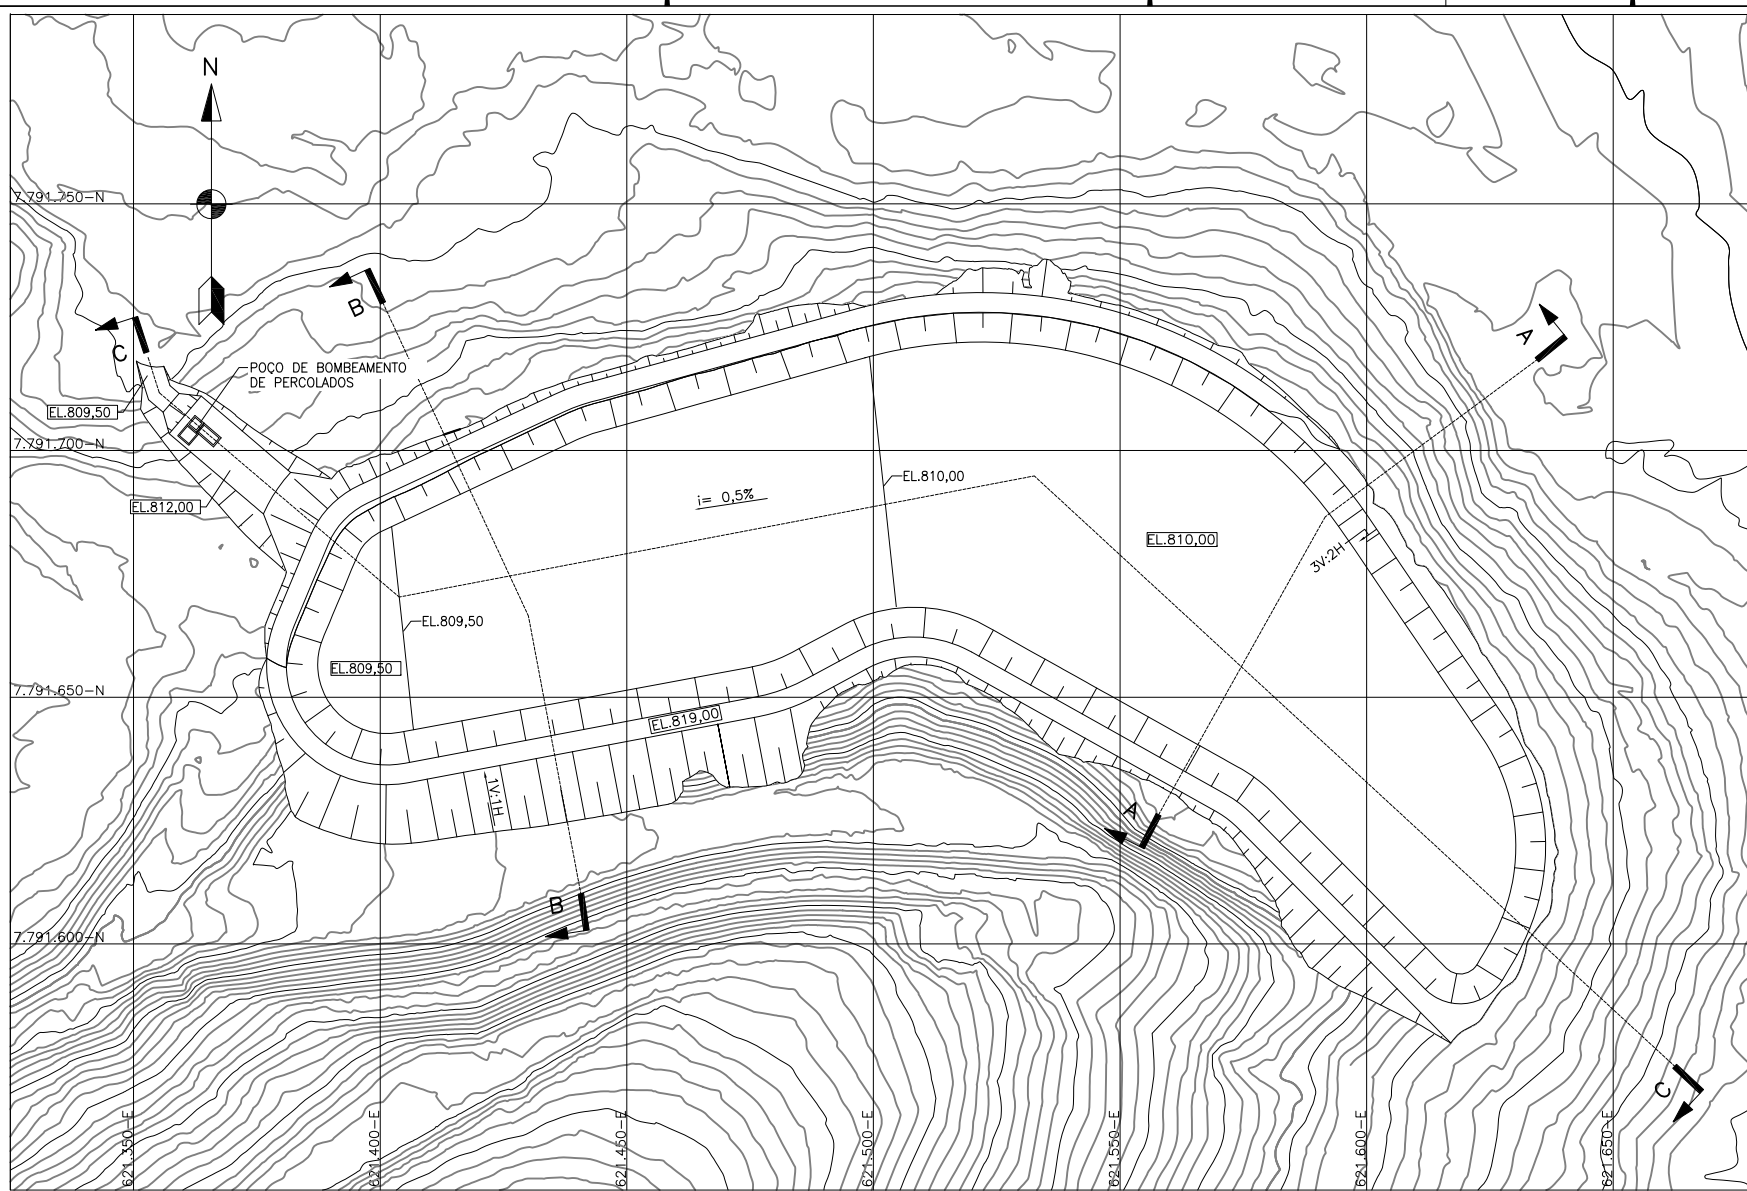 N
7.791.750-N
B
C
A
POÇO DE BOMBEAMENTO
DE PERCOLADOS
EL.809,50
7.791.700-N
EL.812,00
i= 0,5%
EL.810,00
EL.810,00
3V:2H
EL.809,50
EL.809,50
7.791.650-N
EL.819,00
1V:1H
A
B
7.791.600-N
C
621.350-E
621.400-E
621.450-E
621.500-E
621.550-E
621.600-E
621.650-E